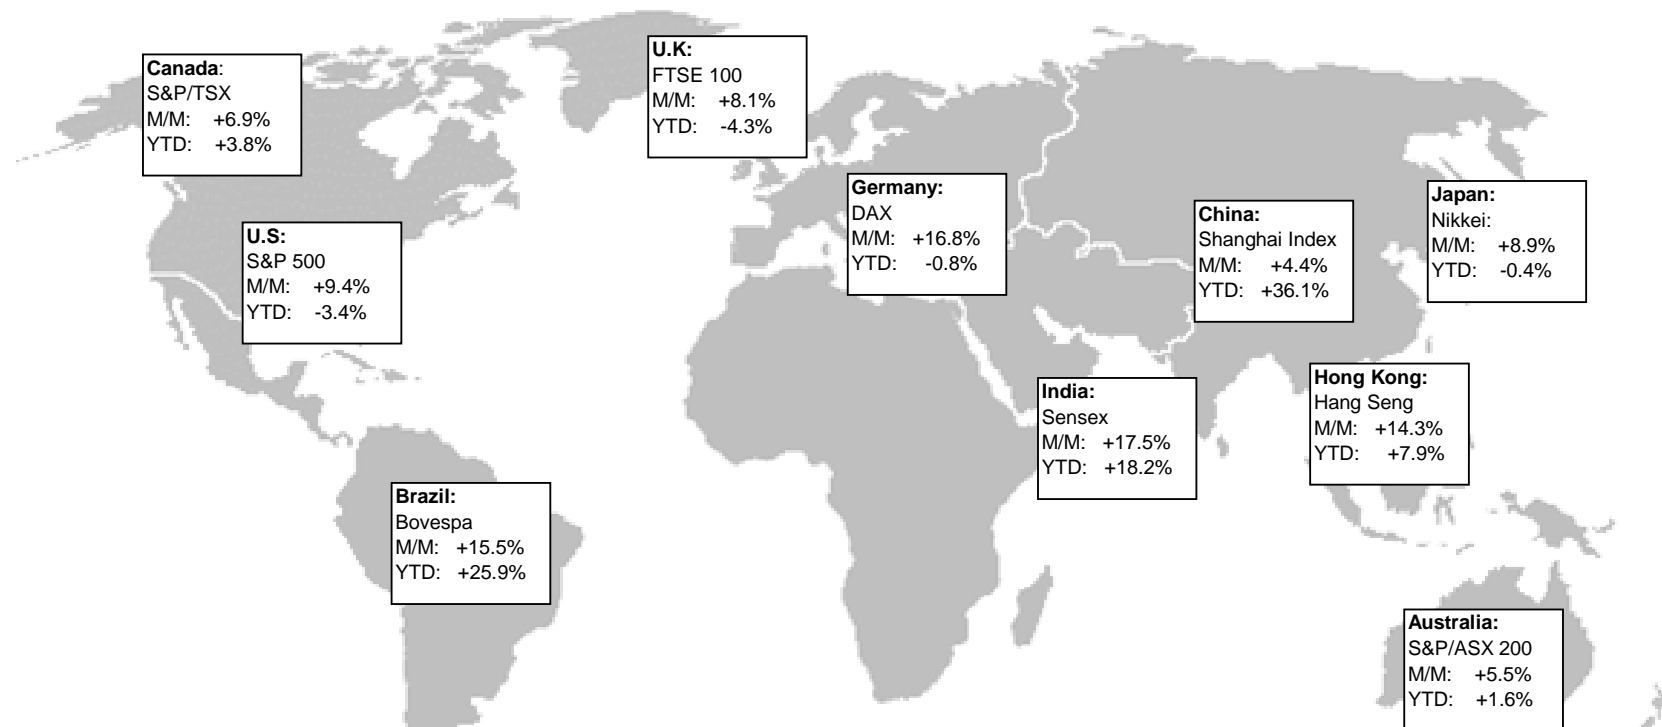 Canada:
S&P/TSX
M/M: +6.9%
YTD: +3.8%
U.K:
FTSE 100
M/M: +8.1%
YTD: -4.3%
Germany:
DAX
M/M: +16.8%
YTD: -0.8%
Japan:
Nikkei:
M/M: +8.9%
YTD: -0.4%
China:
Shanghai Index
M/M: +4.4%
YTD: +36.1%
U.S:
S&P 500
M/M: +9.4%
YTD: -3.4%
Hong Kong:
Hang Seng
M/M: +14.3%
YTD: +7.9%
India:
Sensex
M/M: +17.5%
YTD: +18.2%
Brazil:
Bovespa
M/M: +15.5%
YTD: +25.9%
Australia:
S&P/ASX 200
M/M: +5.5%
YTD: +1.6%